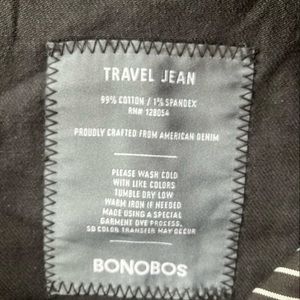 TRAVEL JEAN
99% COTTON / 1% SPANDEX
RN# 128054
PROUDLY CRAFTED FROM AMERICAN DENIM
PLEASE WASH COLD
WITH LIKE COLORS
TUMBLE DRY LOW
WARM IRON IF NEEDED
MADE USING A SPECIAL
GARMENT DYE PROCESS,
SO COLOR TRANSFER MAY OCCUR
BONOBOS